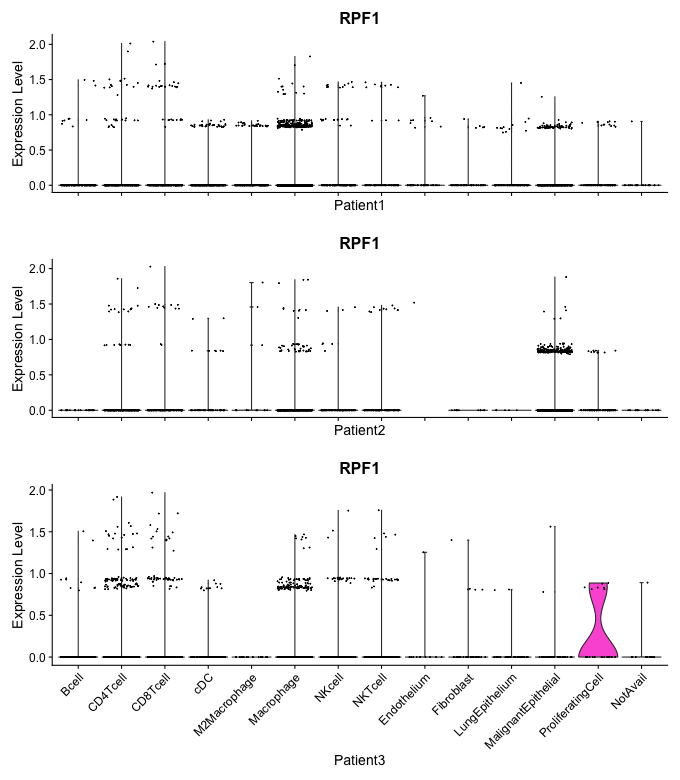 RPF1
Expression Level
2.0
1.5
1.0
0.5
0.0
Patient1
RPF1
Expression Level
2.0
1.5
1.0
0.5
0.0
Patient2
RPF1
Expression Level
2.0
1.5
1.0
0.5
0.0
Bcell
CD4Tcell
CD8Tcell
cDC
M2Macrophage
Macrophage
NKcell
NKTcell
Endothelium
Fibroblast
LungEpithelium
MalignantEpithelial
ProliferatingCell
NotAvail
Patient3